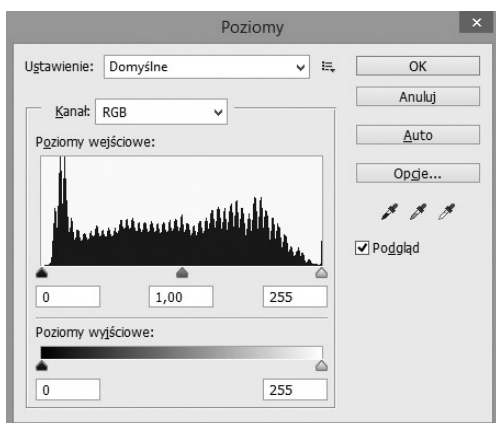 Poziomy
Ustawienie: Domyślne
OK
Anuluj
Auto
Opcje...
Podgląd
Kanał: RGB
Poziomy wejściowe:
0 1,00 255
Poziomy wyjściowe:
0 255